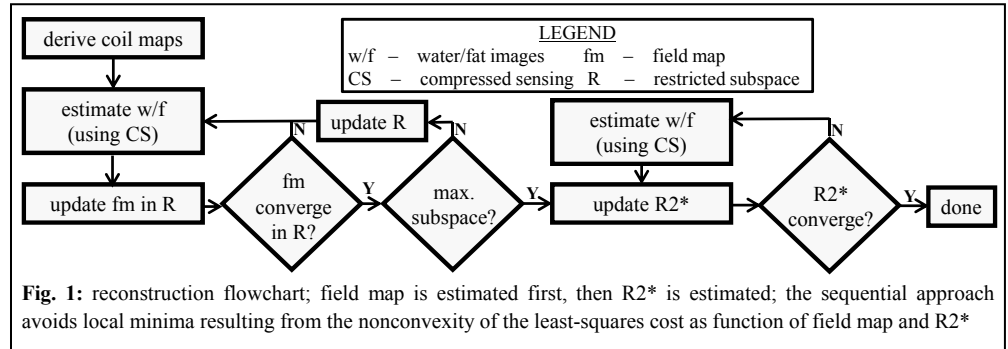 derive coil maps
LEGEND
w/f – water/fat images fm – field map
CS – compressed sensing R – restricted subspace
estimate w/f
(using CS)
update R
estimate w/f
(using CS)
N
N
N
update fm in R
fm
converge
in R?
Y
max.
subspace?
Y
update R2*
R2*
converge?
Y
done
Fig. 1: reconstruction flowchart; field map is estimated first, then R2* is estimated; the sequential approach
avoids local minima resulting from the nonconvexity of the least-squares cost as function of field map and R2*